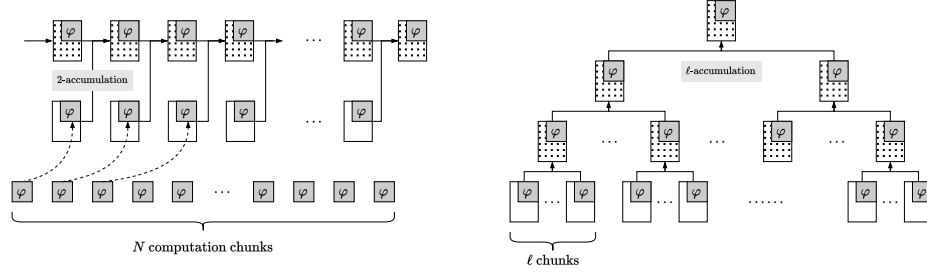 φ φ φ φ ... φ φ
2-accumulation
φ φ φ φ φ ... φ
φ φ φ φ φ ... φ φ φ φ
N computation chunks
φ
ℓ-accumulation
φ φ
φ ... φ ... φ ... φ
φ ... φ φ ... φ ...... φ ... φ
ℓ chunks